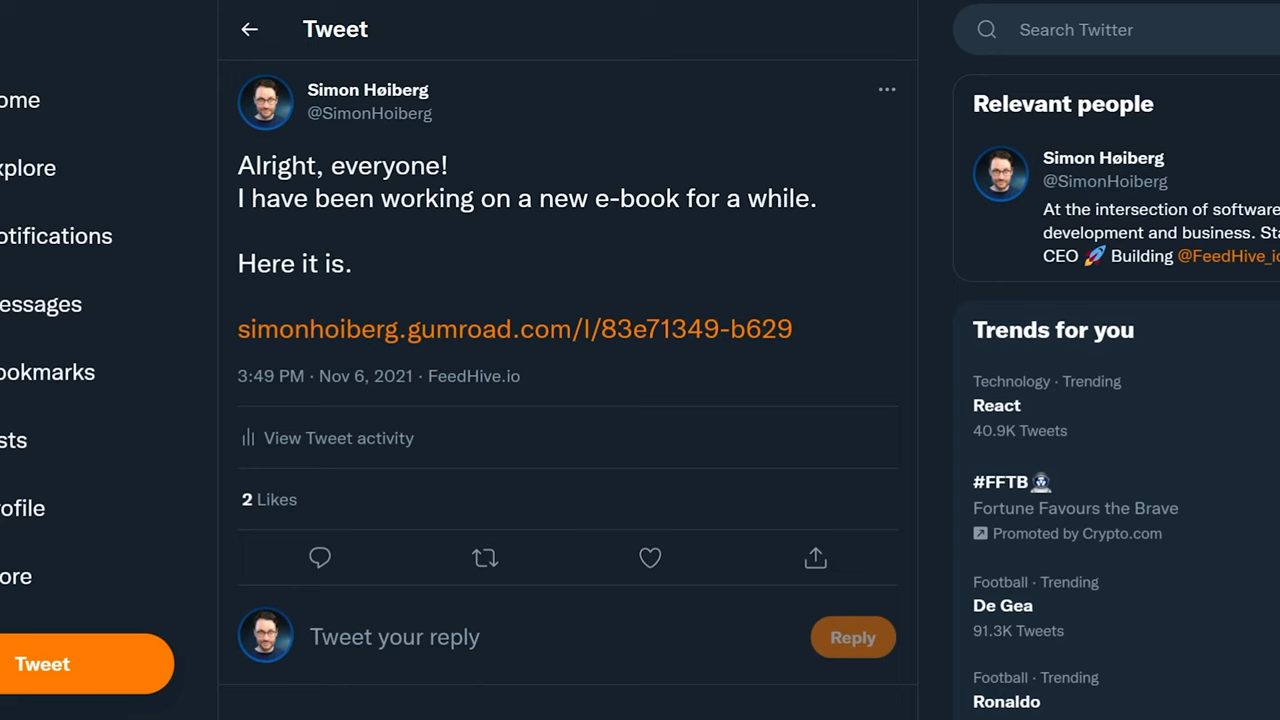 Tweet
Search Twitter
Simon Høiberg
@SimonHoiberg
Alright, everyone!
I have been working on a new e-book for a while.
Here it is.
simonhoiberg.gumroad.com/l/83e71349-b629
3:49 PM · Nov 6, 2021 · FeedHive.io
View Tweet activity
2 Likes
Tweet your reply
Reply
ome
xplore
otifications
essages
ookmarks
sts
ofile
ore
Tweet
Relevant people
Simon Høiberg
@SimonHoiberg
At the intersection of software
development and business. Sta
CEO 🚀 Building @FeedHive_io
Trends for you
Technology · Trending
React
40.9K Tweets
#FFTB
Fortune Favours the Brave
Promoted by Crypto.com
Football · Trending
De Gea
91.3K Tweets
Football · Trending
Ronaldo